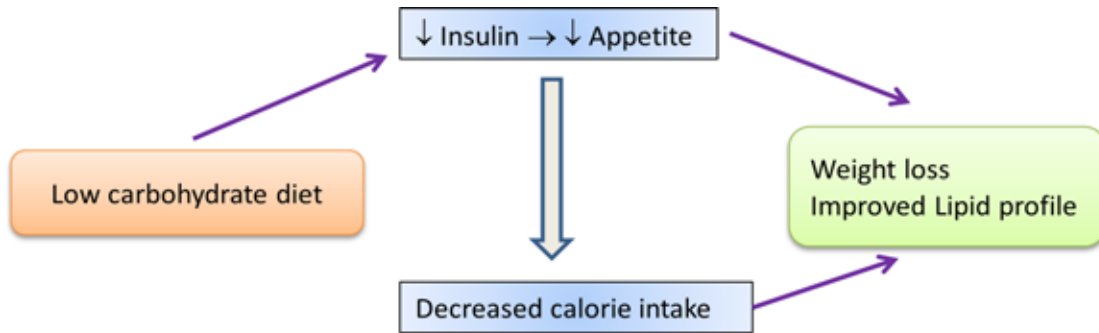 ↓ Insulin → ↓ Appetite
Low carbohydrate diet
Weight loss
Improved Lipid profile
Decreased calorie intake